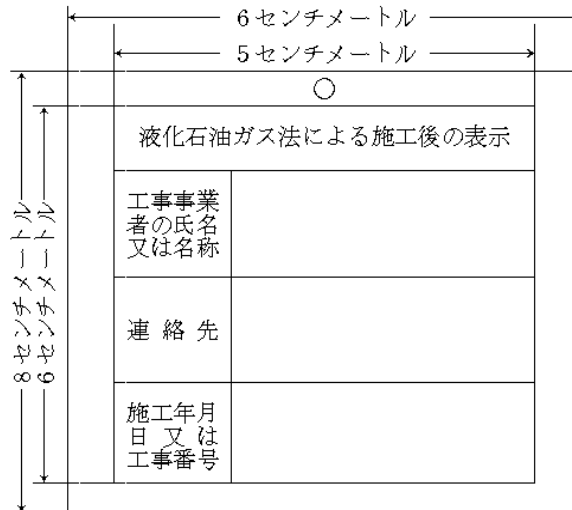 6センチメートル
5センチメートル
8センチメートル
6センチメートル
液化石油ガス法による施工後の表示
工事事業
者の氏名
又は名称
連絡先
施工年月
日又は
工事番号